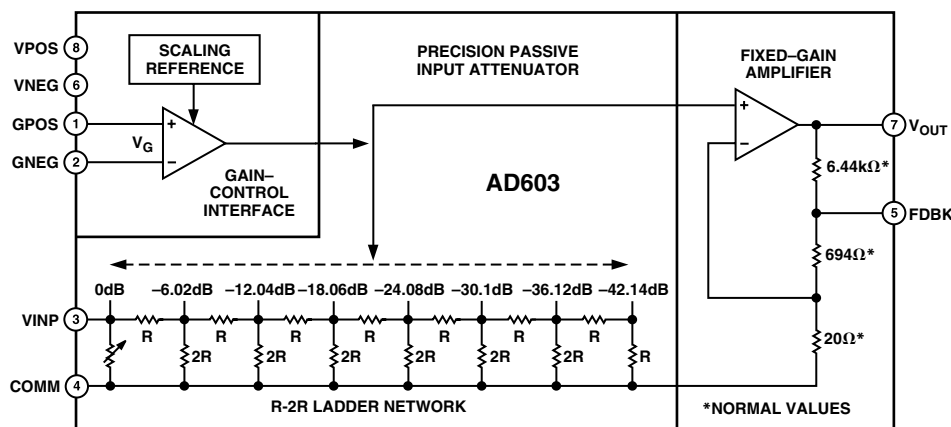 VPOS 8
VNEG 6
GPOS 1
GNEG 2
SCALING
REFERENCE
V_G
+
−
GAIN–
CONTROL
INTERFACE
PRECISION PASSIVE
INPUT ATTENUATOR
AD603
FIXED–GAIN
AMPLIFIER
+
−
7 V_OUT
6.44kΩ*
5 FDBK
694Ω*
20Ω*
*NORMAL VALUES
0dB −6.02dB −12.04dB −18.06dB −24.08dB −30.1dB −36.12dB −42.14dB
VINP 3
R R R R R R R
2R 2R 2R 2R 2R 2R R
COMM 4
R-2R LADDER NETWORK